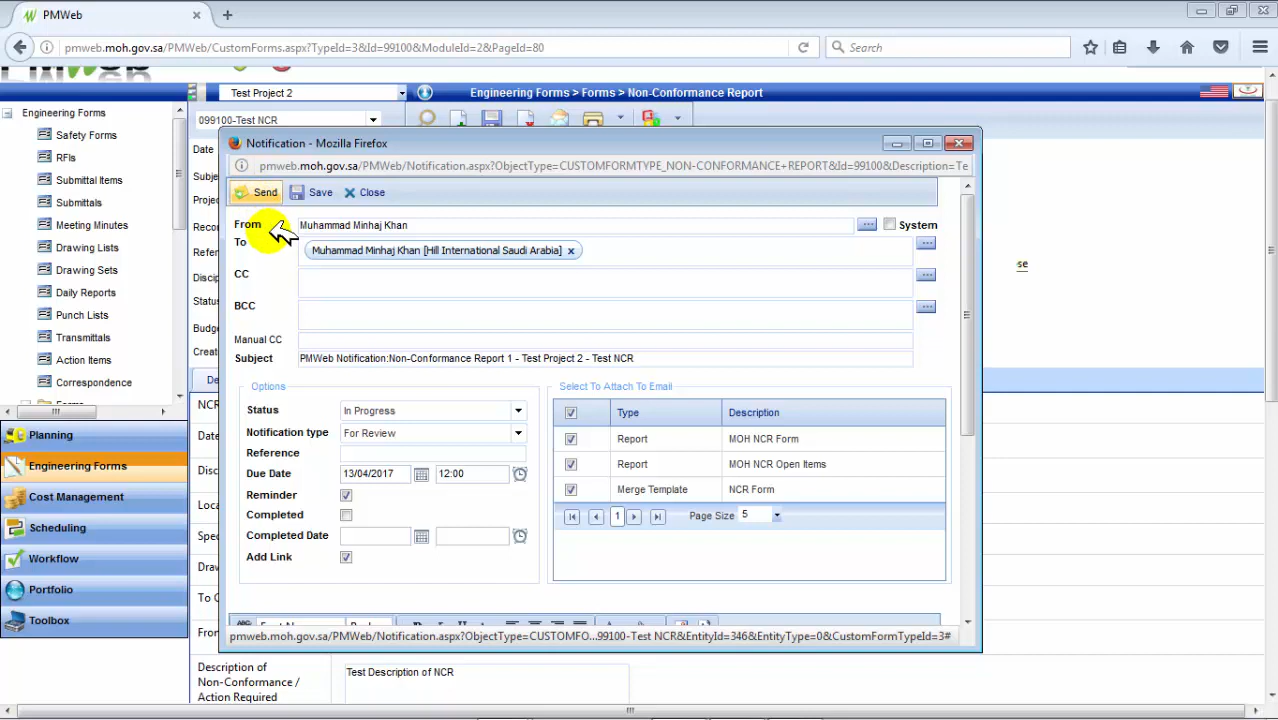 PMWeb
pmweb.moh.gov.sa/PMWeb/CustomForms.aspx?TypeId=3&Id=99100&ModuleId=2&PageId=80
Search
Test Project 2
Engineering Forms > Forms > Non-Conformance Report
Engineering Forms
Safety Forms
RFIs
Submittal Items
Submittals
Meeting Minutes
Drawing Lists
Drawing Sets
Daily Reports
Punch Lists
Transmittals
Action Items
Correspondence
Planning
Engineering Forms
Cost Management
Scheduling
Workflow
Portfolio
Toolbox
099100-Test NCR
Date
Status
NCR
Date
Notification - Mozilla Firefox
pmweb.moh.gov.sa/PMWeb/Notification.aspx?ObjectType=CUSTOMFORMTYPE_NON-CONFORMANCE+REPORT&Id=99100&Description=Te
Send
Save
Close
From
Muhammad Minhaj Khan
System
To
Muhammad Minhaj Khan [Hill International Saudi Arabia] x
CC
BCC
Manual CC
Subject
PMWeb Notification:Non-Conformance Report 1 - Test Project 2 - Test NCR
Options
Status
In Progress
Notification type
For Review
Reference
Due Date
13/04/2017
12:00
Reminder
Completed
Completed Date
Add Link
Select To Attach To Email
Type
Description
Report
MOH NCR Form
Report
MOH NCR Open Items
Merge Template
NCR Form
1
Page Size
5
pmweb.moh.gov.sa/PMWeb/Notification.aspx?ObjectType=CUSTOMFO...99100-Test NCR&EntityId=346&EntityType=0&CustomFormTypeId=3#
se
Description of
Non-Conformance /
Action Required
Test Description of NCR